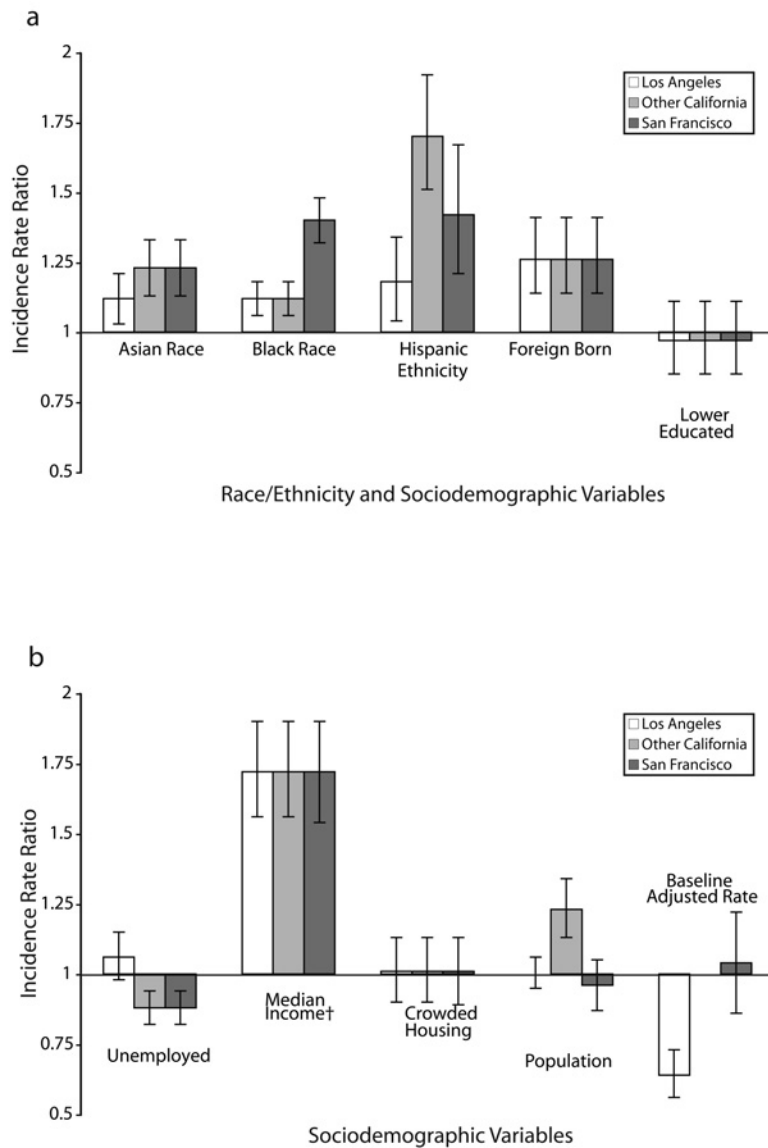 a
2
1.75
1.5
1.25
1
0.75
0.5
Incidence Rate Ratio
Los Angeles
Other California
San Francisco
Asian Race
Black Race
Hispanic
Ethnicity
Foreign Born
Lower
Educated
Race/Ethnicity and Sociodemographic Variables
b
2
1.75
1.5
1.25
1
0.75
0.5
Incidence Rate Ratio
Los Angeles
Other California
San Francisco
Unemployed
Median
Income†
Crowded
Housing
Population
Baseline
Adjusted Rate
Sociodemographic Variables